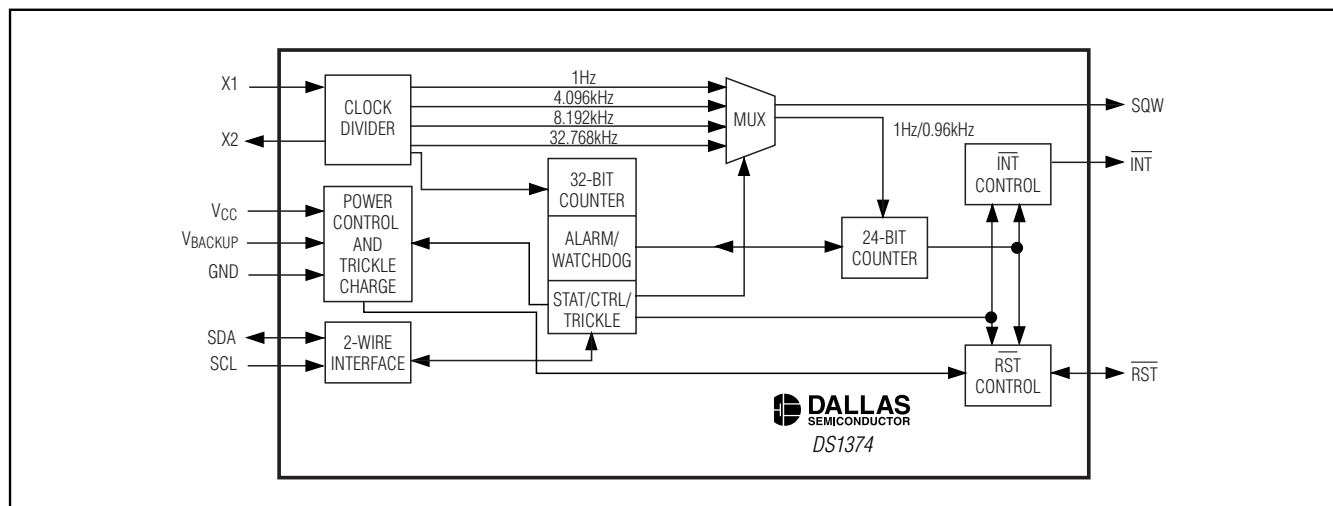 X1
X2
CLOCK
DIVIDER
1Hz
4.096kHz
8.192kHz
32.768kHz
MUX
SQW
1Hz/0.96kHz
INT
CONTROL
INT
VCC
VBACKUP
GND
POWER
CONTROL
AND
TRICKLE
CHARGE
32-BIT
COUNTER
ALARM/
WATCHDOG
STAT/CTRL/
TRICKLE
24-BIT
COUNTER
SDA
SCL
2-WIRE
INTERFACE
RST
CONTROL
RST
DALLAS
SEMICONDUCTOR
DS1374